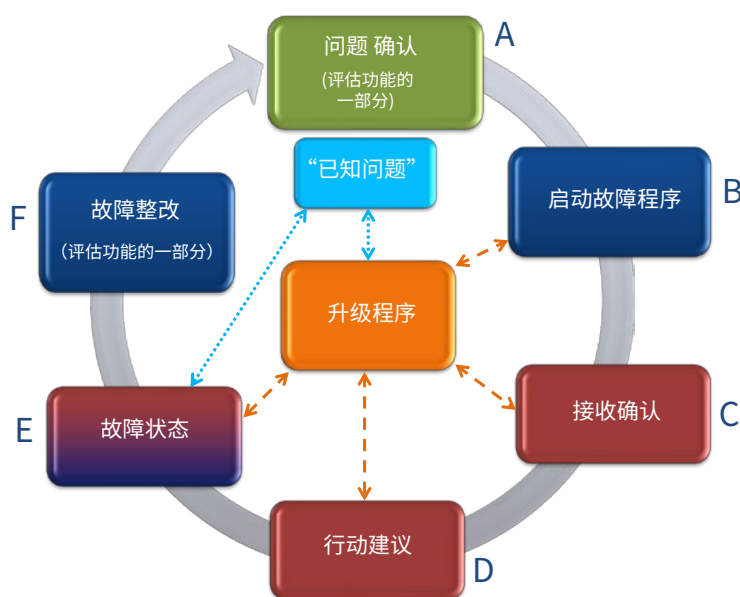 问题 确认
(评估功能的
一部分)
A
“已知问题”
启动故障程序
B
F
故障整改
（评估功能的一部分）
升级程序
接收确认
C
E
故障状态
行动建议
D